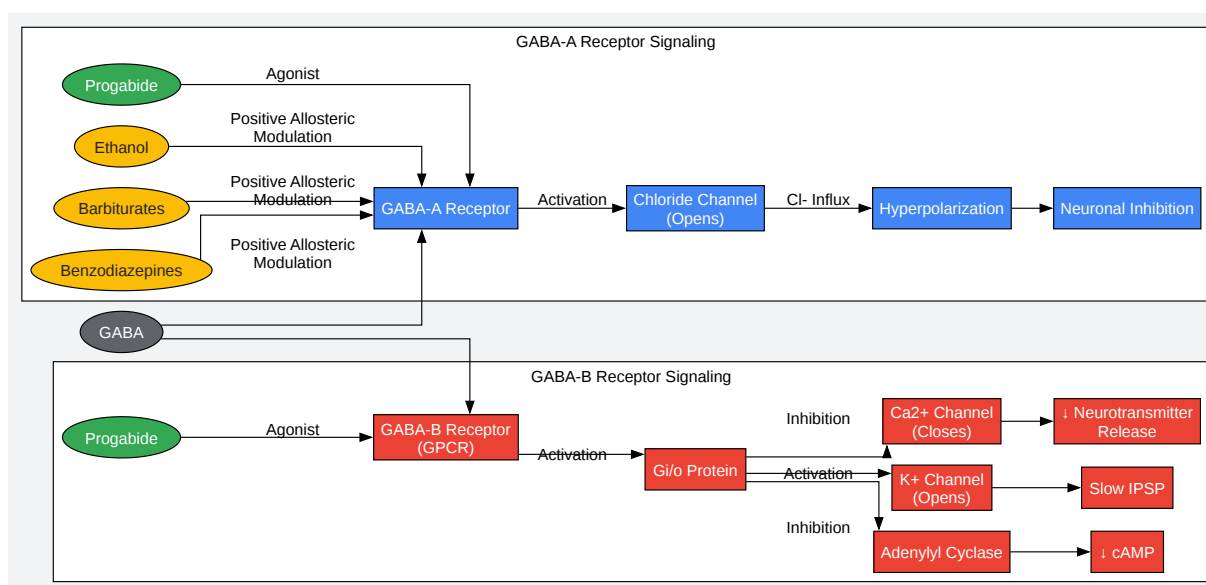 GABA-A Receptor Signaling
Progabide
Agonist
Ethanol
Positive Allosteric
Modulation
Barbiturates
Positive Allosteric
Modulation
Benzodiazepines
Positive Allosteric
Modulation
GABA-A Receptor
Activation
Chloride Channel
(Opens)
Cl- Influx
Hyperpolarization
Neuronal Inhibition
GABA
GABA-B Receptor Signaling
Progabide
Agonist
GABA-B Receptor
(GPCR)
Activation
Gi/o Protein
Inhibition
Ca2+ Channel
(Closes)
↓ Neurotransmitter
Release
Activation
K+ Channel
(Opens)
Slow IPSP
Inhibition
Adenylyl Cyclase
↓ cAMP